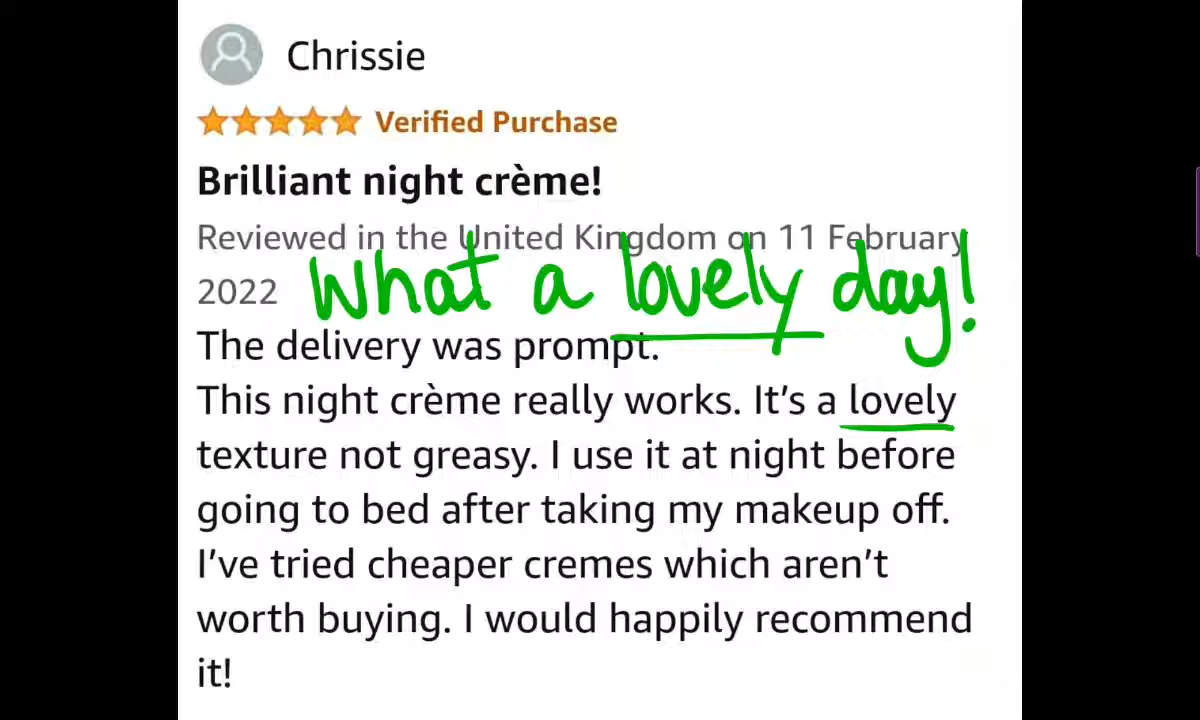 Chrissie
Verified Purchase
Brilliant night crème!
Reviewed in the United Kingdom on 11 February
2022
What a lovely day!
The delivery was prompt.
This night crème really works. It’s a lovely
texture not greasy. I use it at night before
going to bed after taking my makeup off.
I’ve tried cheaper cremes which aren’t
worth buying. I would happily recommend
it!